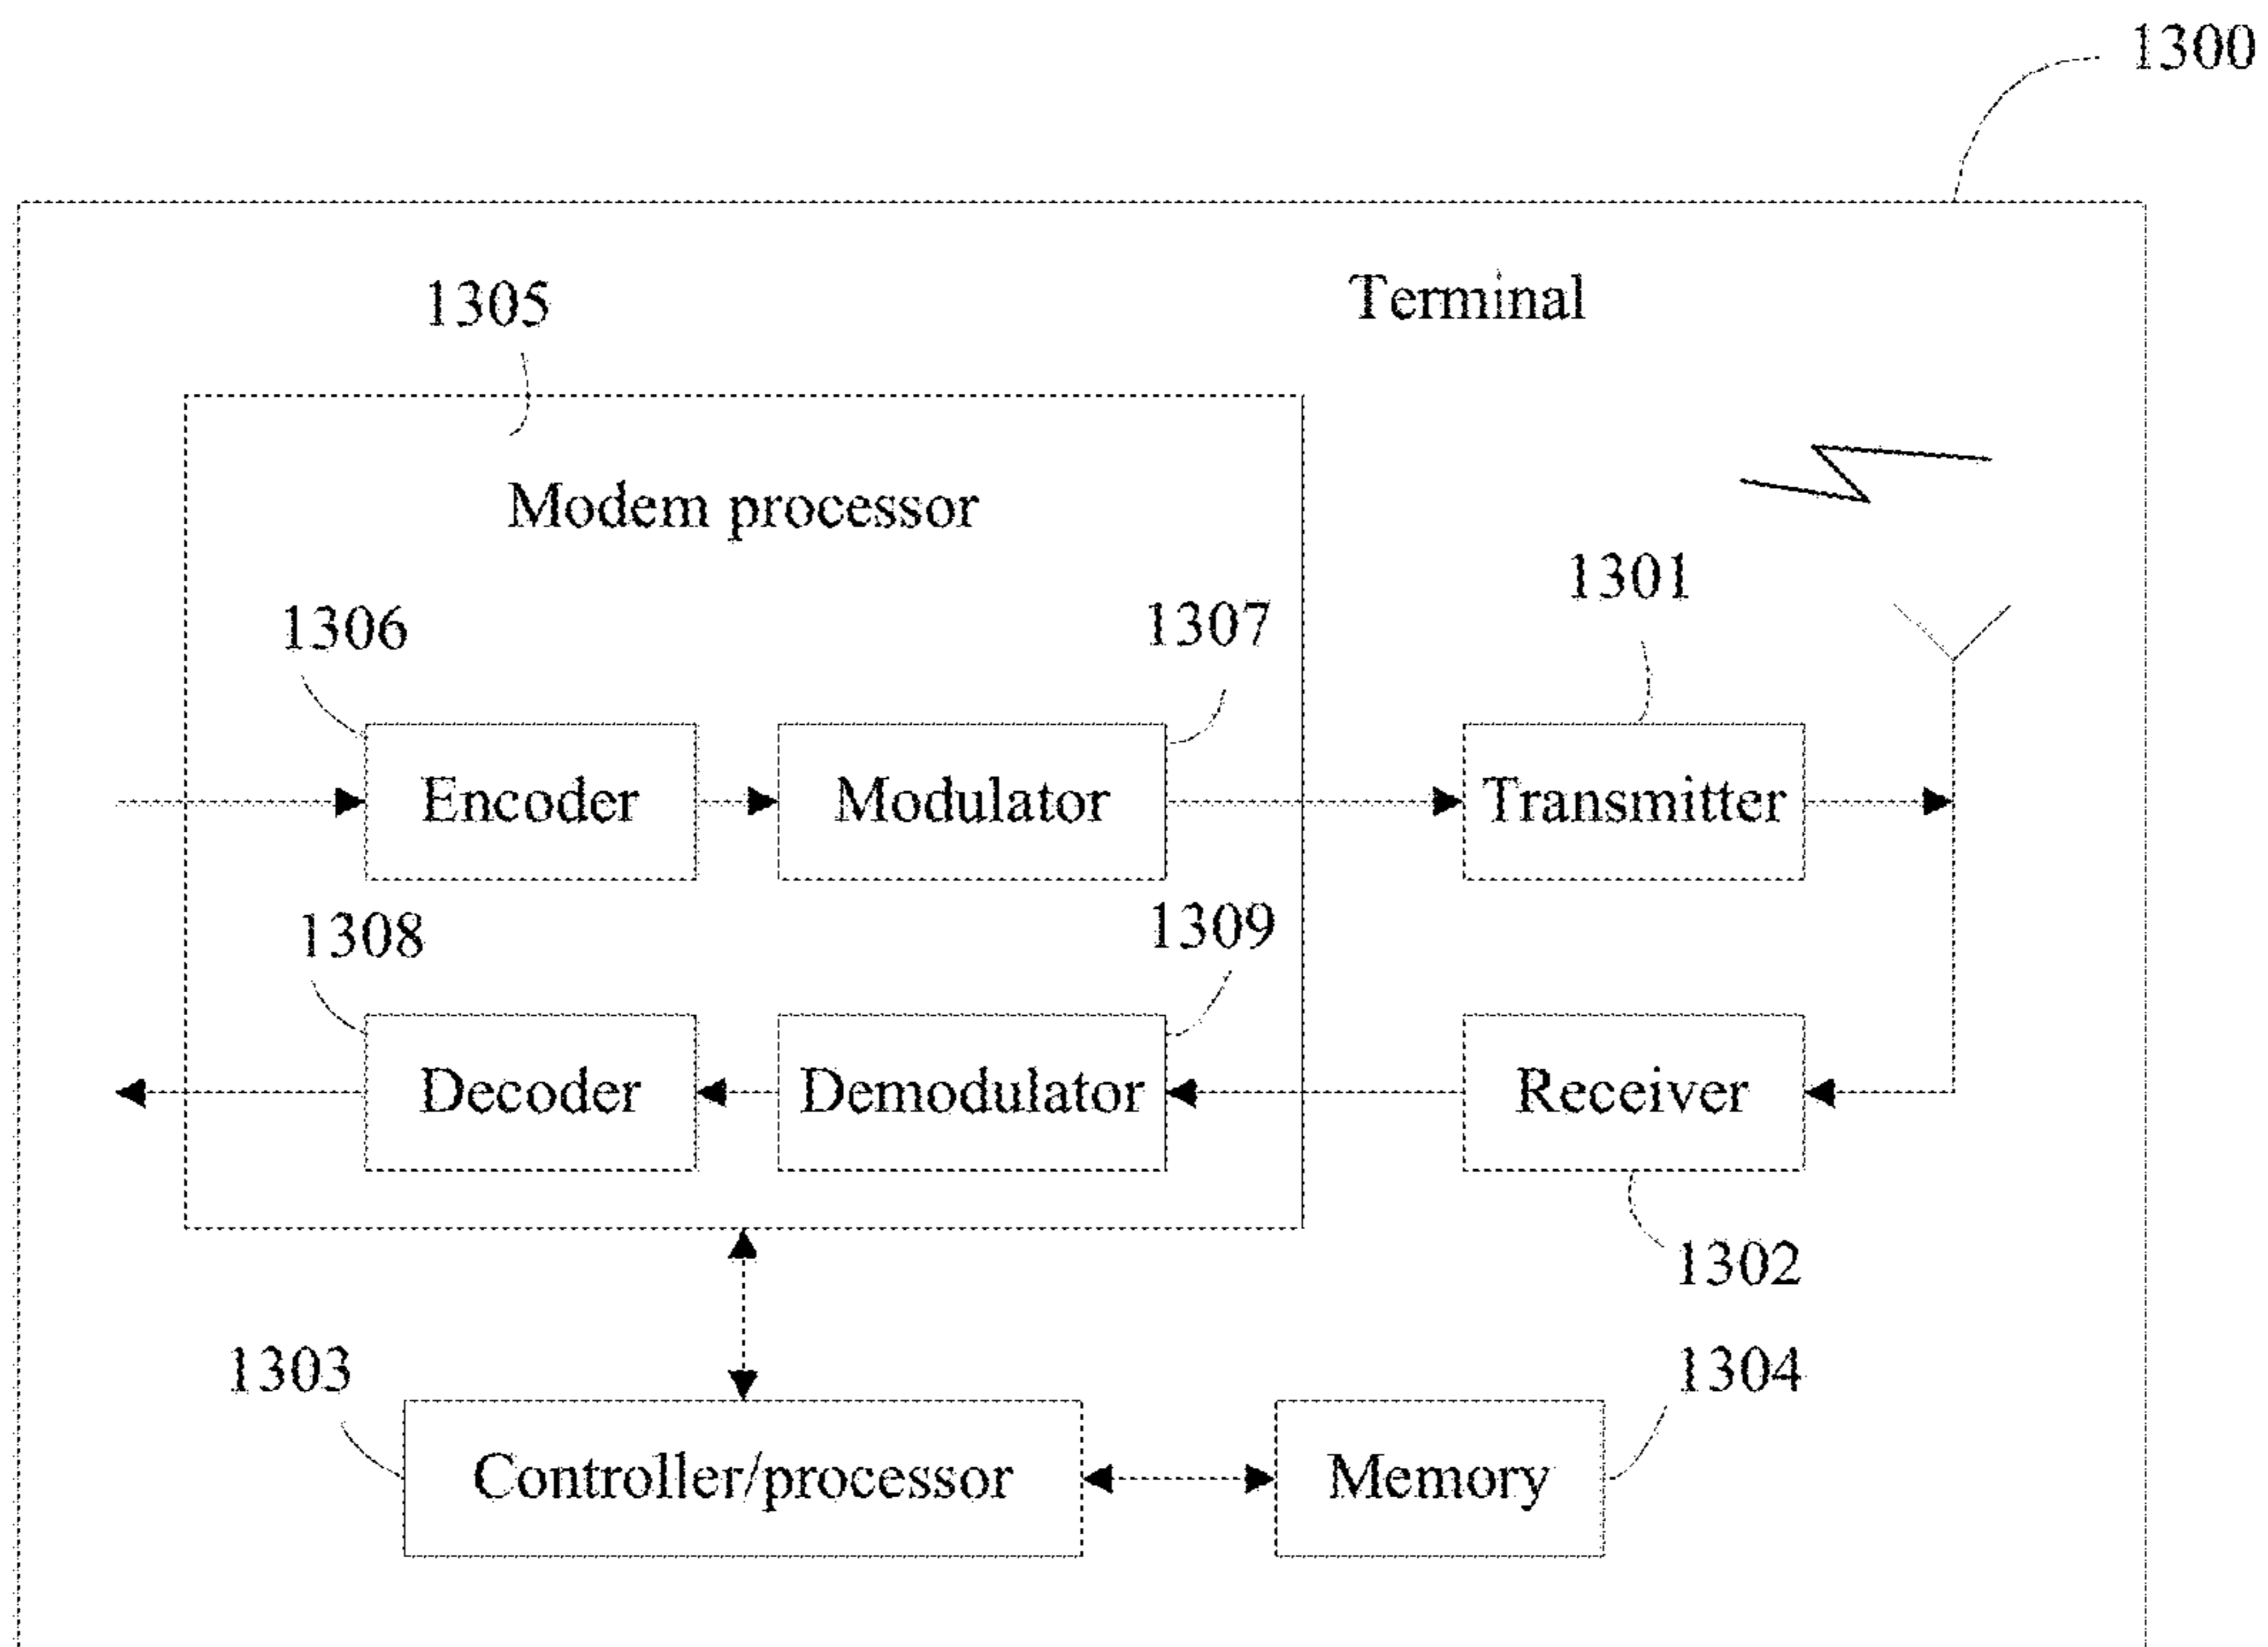 1300
Terminal
1305
Modem processor
1301
1306
1307
Encoder
Modulator
Transmitter
1308
1309
Decoder
Demodulator
Receiver
1302
1303
1304
Controller/processor
Memory